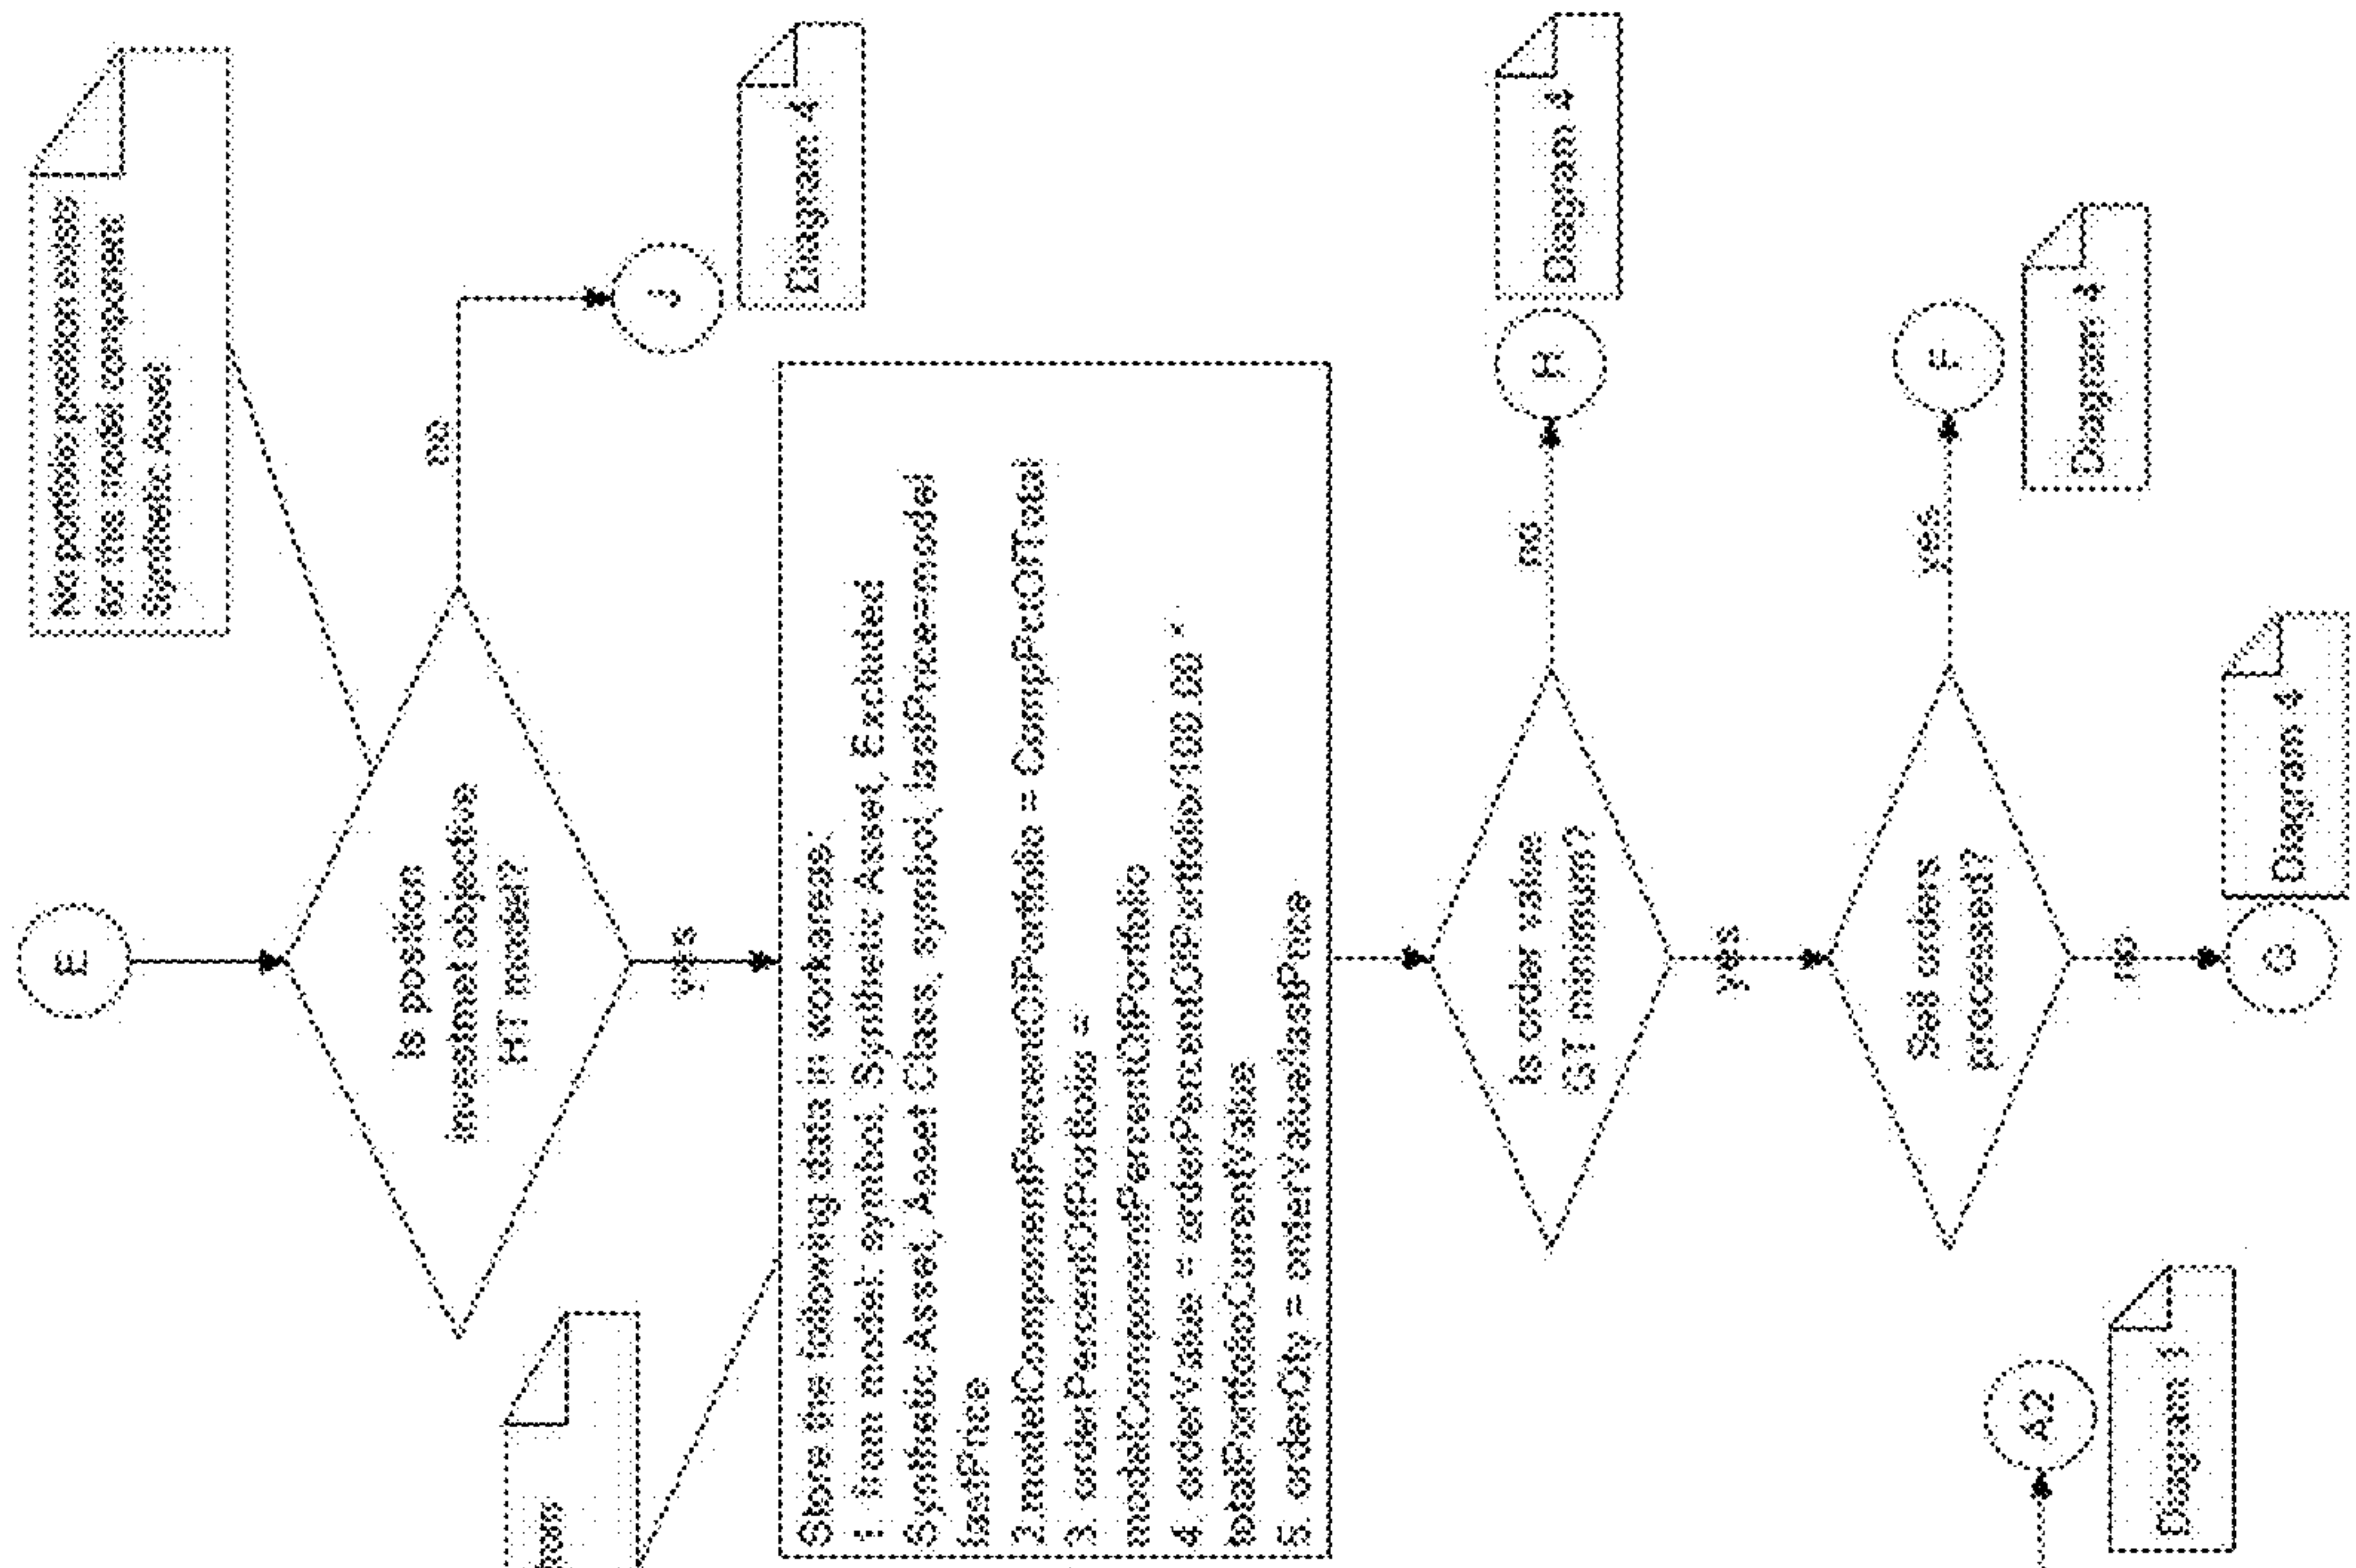 E
No portfolio position exists
for this model component
Synthetic Asset
Is position
investment objective
HT model?
no
J
Diagram 4
yes
Store the following data in workarea:
1. from model: symbol, Synthetic Asset, Excluded
Synthetic Asset, Asset Class, symbol, lastPrice=model
lastPrice
2.modelComponentPercentOfPortfolio = CompPctOfTotal
3. orderPercentOfPortfolio =
modelComponentPercentOfPortfolio
4. orderValue = orderPercentOfPortfolio/100.00 *
totalPortfolioCurrentValue
5. orderQty = orderValue/lastPrice
Is order value
GT minimum?
no
H
Diagram 4
yes
Sell orders
processed?
yes
F
Diagram
no
G
Diagram 4
A2
Diagram 3